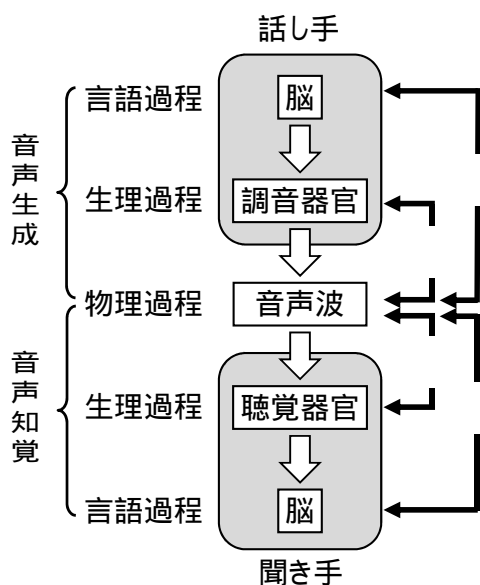 話し手
言語過程
脳
音声生成
生理過程
調音器官
物理過程
音声波
音声知覚
生理過程
聴覚器官
言語過程
脳
聞き手